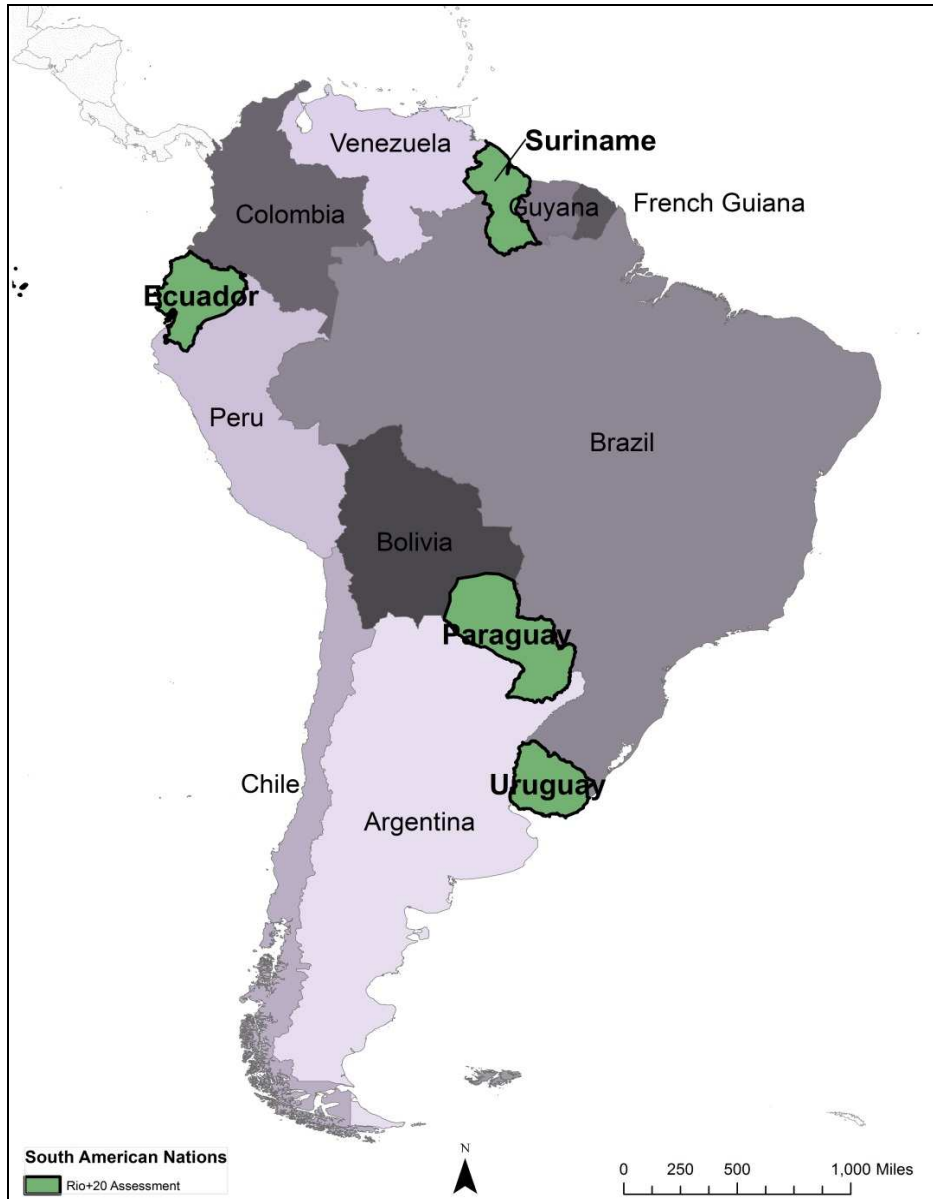 Venezuela
Suriname
Colombia
Guyana
French Guiana
Ecuador
Peru
Brazil
Bolivia
Paraguay
Chile
Uruguay
Argentina
South American Nations
Rio+20 Assessment
N
0 250 500 1,000 Miles